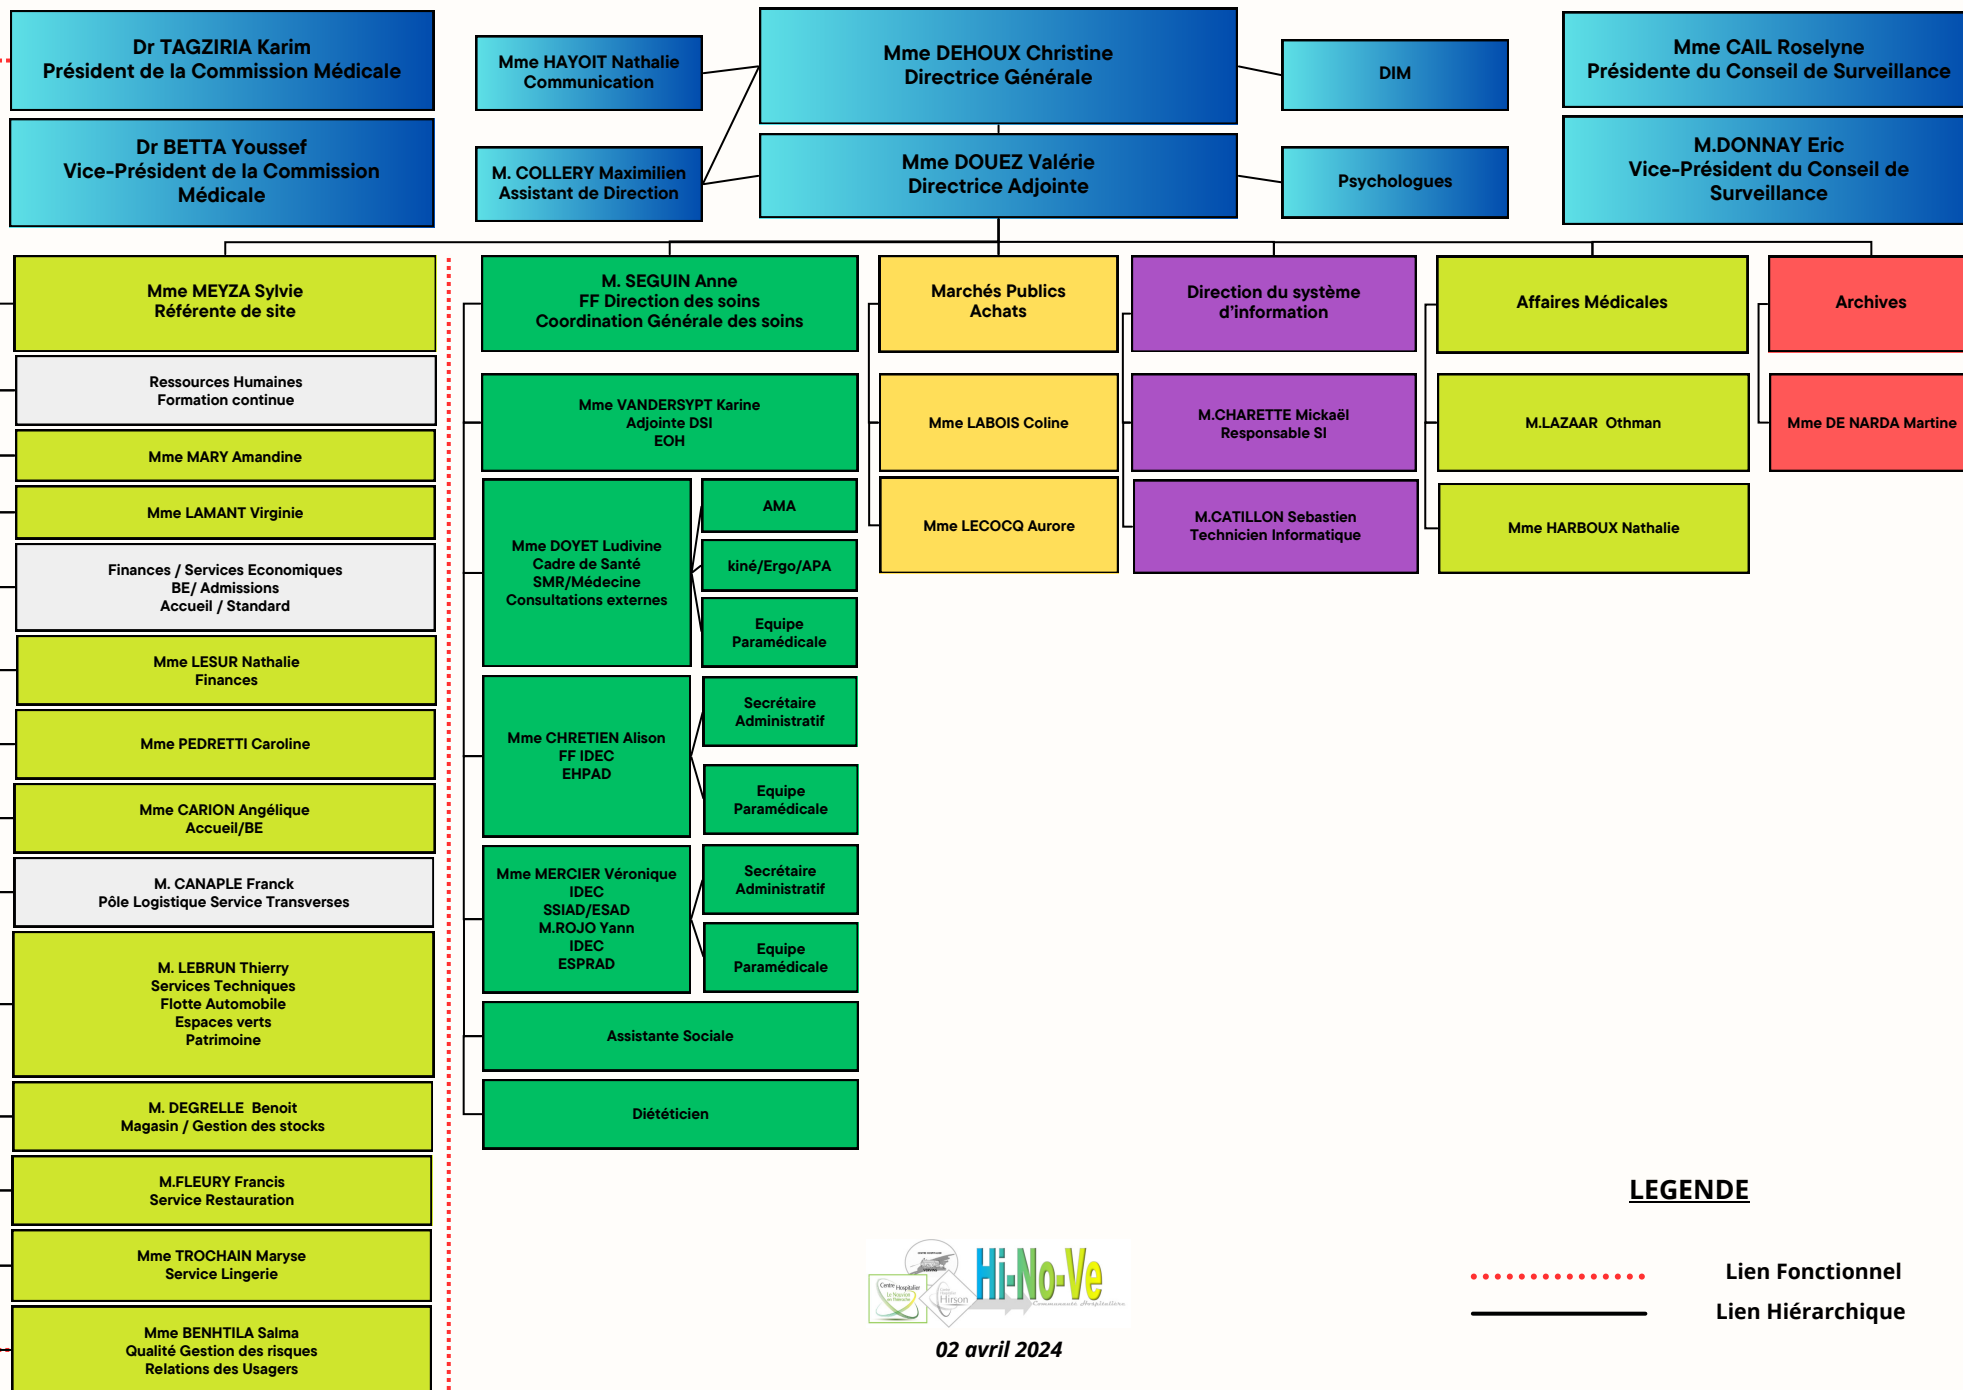 Dr TAGZIRIA Karim
Président de la Commission Médicale
Dr BETTA Youssef
Vice-Président de la Commission
Médicale
Mme HAYOIT Nathalie
Communication
M. COLLERY Maximilien
Assistant de Direction
Mme DEHOUX Christine
Directrice Générale
Mme DOUEZ Valérie
Directrice Adjointe
DIM
Psychologues
Mme CAIL Roselyne
Présidente du Conseil de Surveillance
M.DONNAY Eric
Vice-Président du Conseil de
Surveillance
Mme MEYZA Sylvie
Référente de site
Ressources Humaines
Formation continue
Mme MARY Amandine
Mme LAMANT Virginie
Finances / Services Economiques
BE/ Admissions
Accueil / Standard
Mme LESUR Nathalie
Finances
Mme PEDRETTI Caroline
Mme CARION Angélique
Accueil/BE
M. CANAPLE Franck
Pôle Logistique Service Transverses
M. LEBRUN Thierry
Services Techniques
Flotte Automobile
Espaces verts
Patrimoine
M. DEGRELLE Benoit
Magasin / Gestion des stocks
M.FLEURY Francis
Service Restauration
Mme TROCHAIN Maryse
Service Lingerie
Mme BENHTILA Salma
Qualité Gestion des risques
Relations des Usagers
M. SEGUIN Anne
FF Direction des soins
Coordination Générale des soins
Mme VANDERSYPT Karine
Adjointe DSI
EOH
Mme DOYET Ludivine
Cadre de Santé
SMR/Médecine
Consultations externes
AMA
kiné/Ergo/APA
Equipe
Paramédicale
Mme CHRETIEN Alison
FF IDEC
EHPAD
Secrétaire
Administratif
Equipe
Paramédicale
Mme MERCIER Véronique
IDEC
SSIAD/ESAD
M.ROJO Yann
IDEC
ESPRAD
Secrétaire
Administratif
Equipe
Paramédicale
Assistante Sociale
Diététicien
Marchés Publics
Achats
Mme LABOIS Coline
Mme LECOCQ Aurore
Direction du système
d'information
M.CHARETTE Mickaël
Responsable SI
M.CATILLON Sebastien
Technicien Informatique
Affaires Médicales
M.LAZAAR Othman
Mme HARBOUX Nathalie
Archives
Mme DE NARDA Martine
LEGENDE
Lien Fonctionnel
Lien Hiérarchique
Centre Hospitalier
Hirson
Hi-No-Ve
Communauté Hospitalière
02 avril 2024